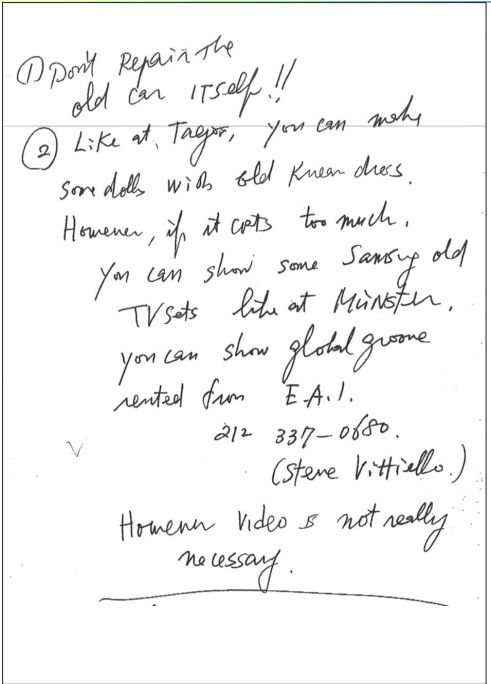 ① Don't Repair the
old car ITself!!
② Like at, Taejon, you can make
some dolls with old Korean dress.
However, if it costs too much,
you can show some Samsung old
TV sets like at MüNSTER.
you can show global groove
rented from E.A.I.
212 337-0680.
(Steve Vittiello.)
However Video is not really
necessary.